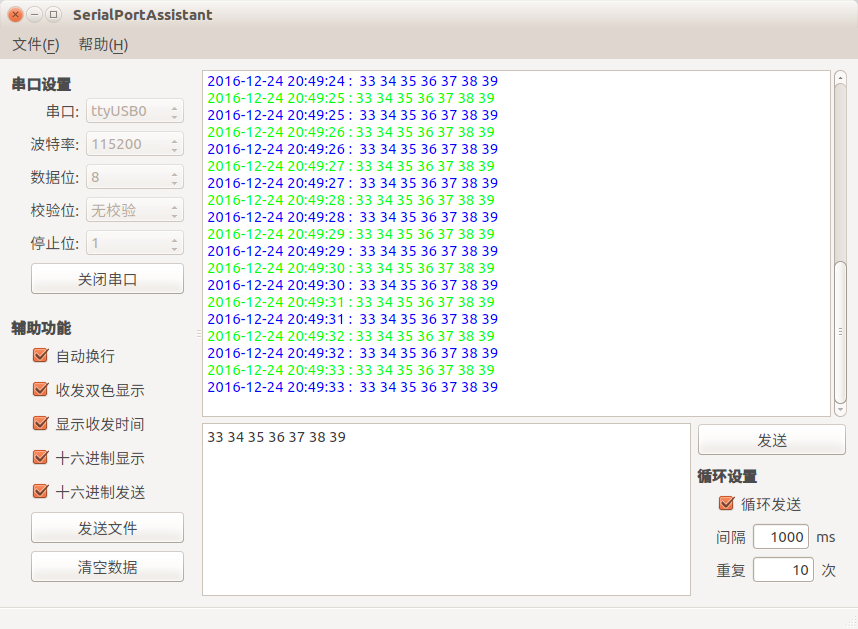 SerialPortAssistant
文件(F) 帮助(H)
串口设置
串口: ttyUSB0
波特率: 115200
数据位: 8
校验位: 无校验
停止位: 1
关闭串口
辅助功能
自动换行
收发双色显示
显示收发时间
十六进制显示
十六进制发送
发送文件
清空数据
2016-12-24 20:49:24 : 33 34 35 36 37 38 39
2016-12-24 20:49:25 : 33 34 35 36 37 38 39
2016-12-24 20:49:25 : 33 34 35 36 37 38 39
2016-12-24 20:49:26 : 33 34 35 36 37 38 39
2016-12-24 20:49:26 : 33 34 35 36 37 38 39
2016-12-24 20:49:27 : 33 34 35 36 37 38 39
2016-12-24 20:49:27 : 33 34 35 36 37 38 39
2016-12-24 20:49:28 : 33 34 35 36 37 38 39
2016-12-24 20:49:28 : 33 34 35 36 37 38 39
2016-12-24 20:49:29 : 33 34 35 36 37 38 39
2016-12-24 20:49:29 : 33 34 35 36 37 38 39
2016-12-24 20:49:30 : 33 34 35 36 37 38 39
2016-12-24 20:49:30 : 33 34 35 36 37 38 39
2016-12-24 20:49:31 : 33 34 35 36 37 38 39
2016-12-24 20:49:31 : 33 34 35 36 37 38 39
2016-12-24 20:49:32 : 33 34 35 36 37 38 39
2016-12-24 20:49:32 : 33 34 35 36 37 38 39
2016-12-24 20:49:33 : 33 34 35 36 37 38 39
2016-12-24 20:49:33 : 33 34 35 36 37 38 39
33 34 35 36 37 38 39
发送
循环设置
循环发送
间隔 1000 ms
重复 10 次